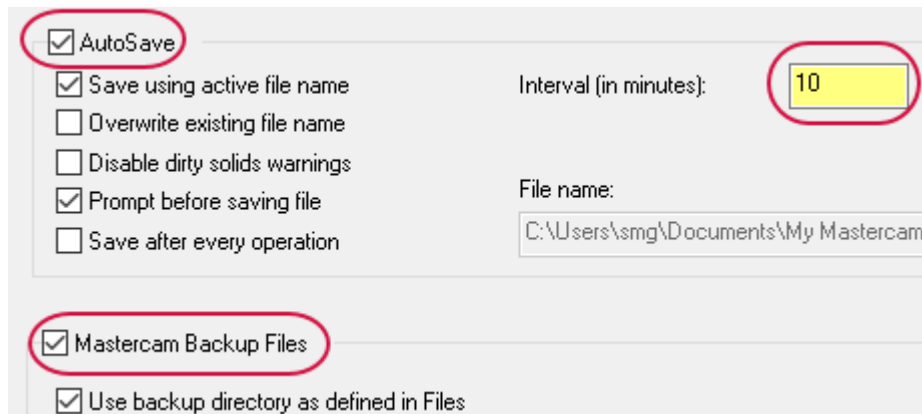 AutoSave
Save using active file name
Interval (in minutes):
10
Overwrite existing file name
Disable dirty solids warnings
Prompt before saving file
File name:
Save after every operation
C:\Users\smg\Documents\My Mastercam
Mastercam Backup Files
Use backup directory as defined in Files